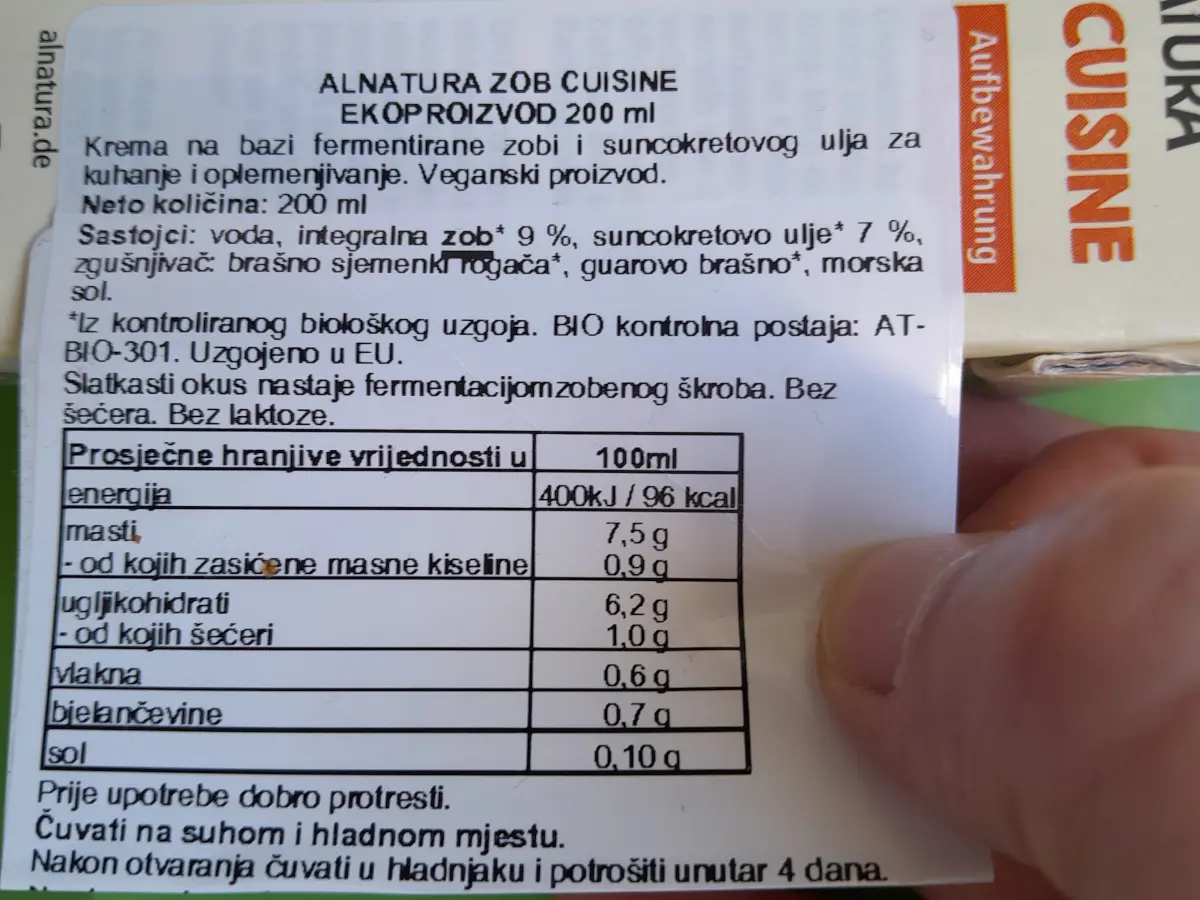 alnatura.de
ALNATURA ZOB CUISINE
EKOPROIZVOD 200 ml
Krema na bazi fermentirane zobi i suncokretovog ulja za
kuhanje i oplemenjivanje. Veganski proizvod.
Neto količina: 200 ml
Sastojci: voda, integralna zob* 9 %, suncokretovo ulje* 7 %,
zgušnjivač: brašno sjemenki rogača*, guarovo brašno*, morska
sol.
*Iz kontroliranog biološkog uzgoja. BIO kontrolna postaja: AT-
BIO-301. Uzgojeno u EU.
Slatkasti okus nastaje fermentacijom zobenog škroba. Bez
šećera. Bez laktoze.
Prosječne hranjive vrijednosti u 100ml
energija 400kJ / 96 kcal
masti, 7,5 g
- od kojih zasićene masne kiseline 0,9 g
ugljikohidrati 6,2 g
- od kojih šećeri 1,0 g
vlakna 0,6 g
bjelančevine 0,7 g
sol 0,10 g
Prije upotrebe dobro protresti.
Čuvati na suhom i hladnom mjestu.
Nakon otvaranja čuvati u hladnjaku i potrošiti unutar 4 dana.
Aufbewahrung
CUISINE